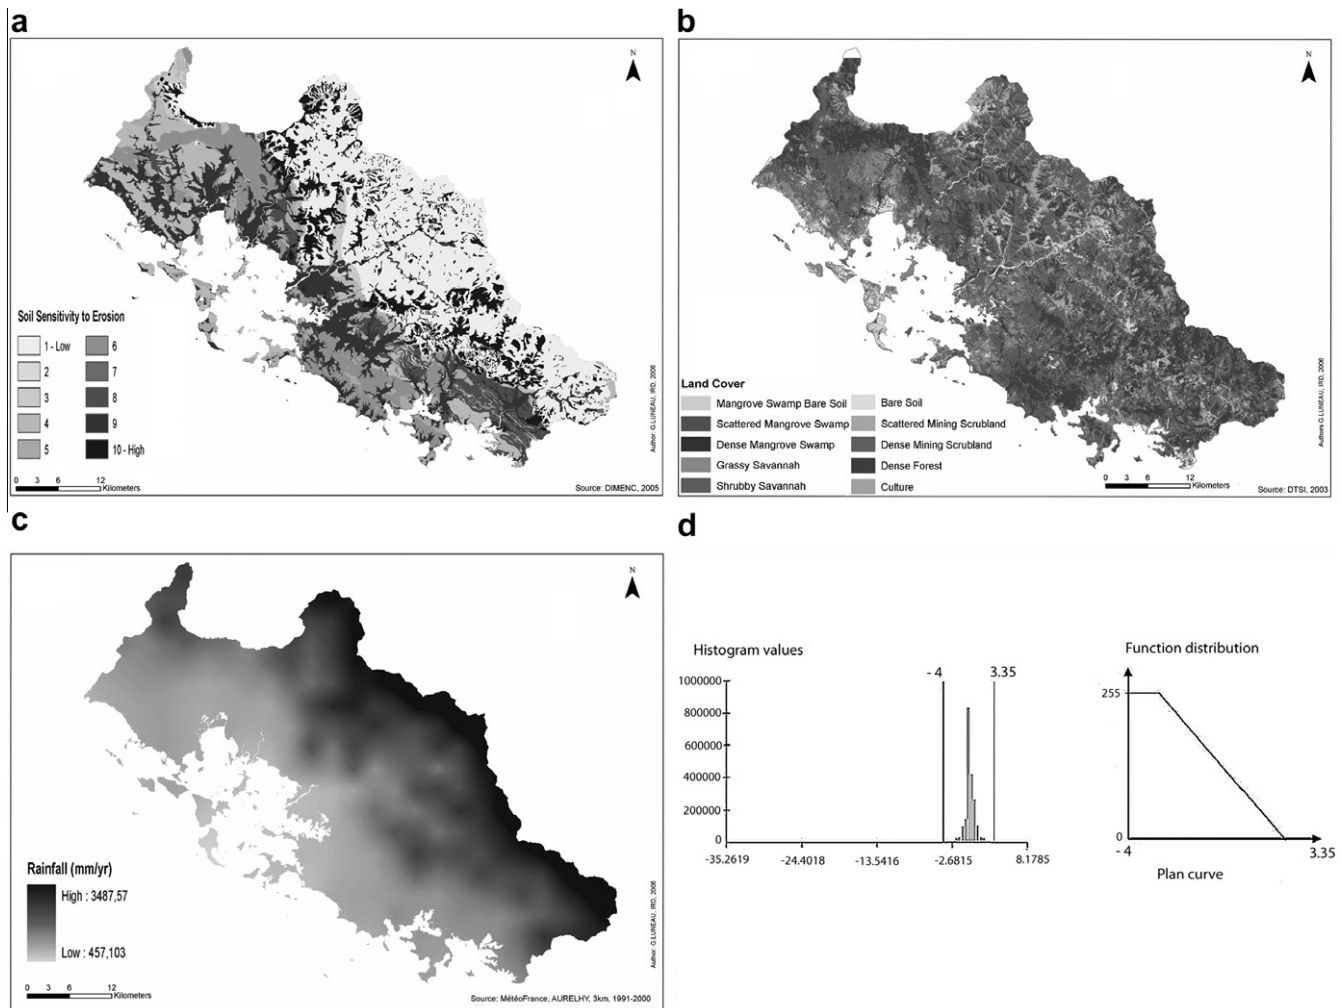 a
N
Soil Sensitivity to Erosion
1 - Low
6
2
7
3
8
4
9
5
10 - High
0 3 6 12
Kilometers
Author: G.LUNEAU, IRD, 2006
Source: DIMENC, 2005
b
N
Land Cover
Mangrove Swamp Bare Soil
Bare Soil
Scattered Mangrove Swamp
Scattered Mining Scrubland
Dense Mangrove Swamp
Dense Mining Scrubland
Grassy Savannah
Dense Forest
Shrubby Savannah
Culture
0 3 6 12
Kilometers
Authors G.LUNEAU, IRD, 2006
Source: DTSI, 2003
c
N
Rainfall (mm/yr)
High : 3487,57
Low : 457,103
0 3 6 12
Kilometers
Author: G.LUNEAU, IRD, 2006
Source: MétéoFrance, AURELHY, 3km, 1991-2000
d
Histogram values
- 4
3.35
1000000
800000
600000
400000
200000
0
-35.2619
-24.4018
-13.5416
-2.6815
8.1785
Function distribution
255
0
- 4
3.35
Plan curve